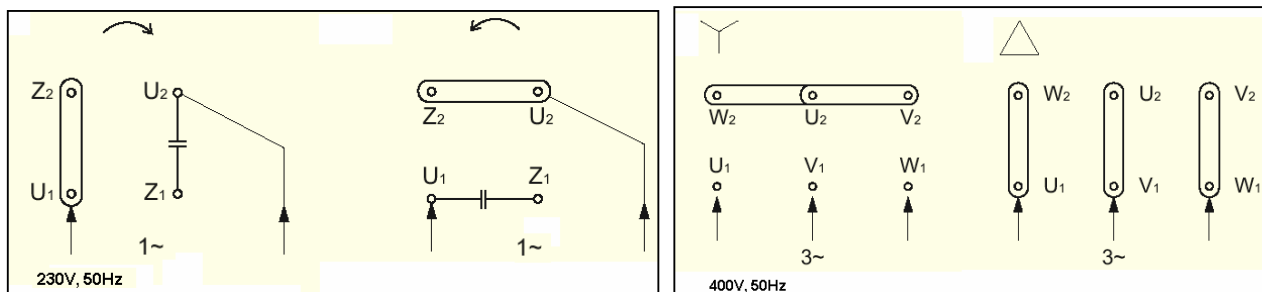 Z2 U2
U1 Z1
1~
230V, 50Hz
Z2 U2
U1 Z1
1~
W2 U2 V2
U1 V1 W1
3~
400V, 50Hz
W2 U2 V2
U1 V1 W1
3~